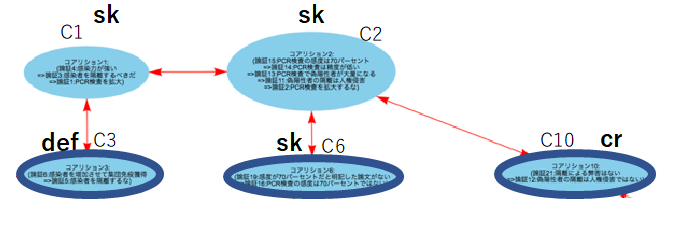 sk
C1
コアリション1:
(論証4:感染力が強い
=>論証3:感染者を隔離するべきだ
=>論証1:PCR検査を拡大)
sk
C2
コアリション2:
(論証15:PCR検査の感度は70パーセント
=>論証14:PCR検査は精度が低い
=>論証13:PCR検査で偽陽性者が大量になる
=>論証11:偽陽性者の隔離は人権侵害
=>論証2:PCR検査を拡大するな)
def
C3
コアリション3:
(論証6:感染者を増加させて集団免疫獲得
=>論証5:感染者を隔離するな)
sk
C6
コアリション6:
(論証19:感度が70パーセントだと明記した論文がない
=>論証16:PCR検査の感度は70パーセントではない)
C10
cr
コアリション10:
(論証21:隔離による弊害はない
=>論証12:偽陽性者の隔離は人権侵害ではない)